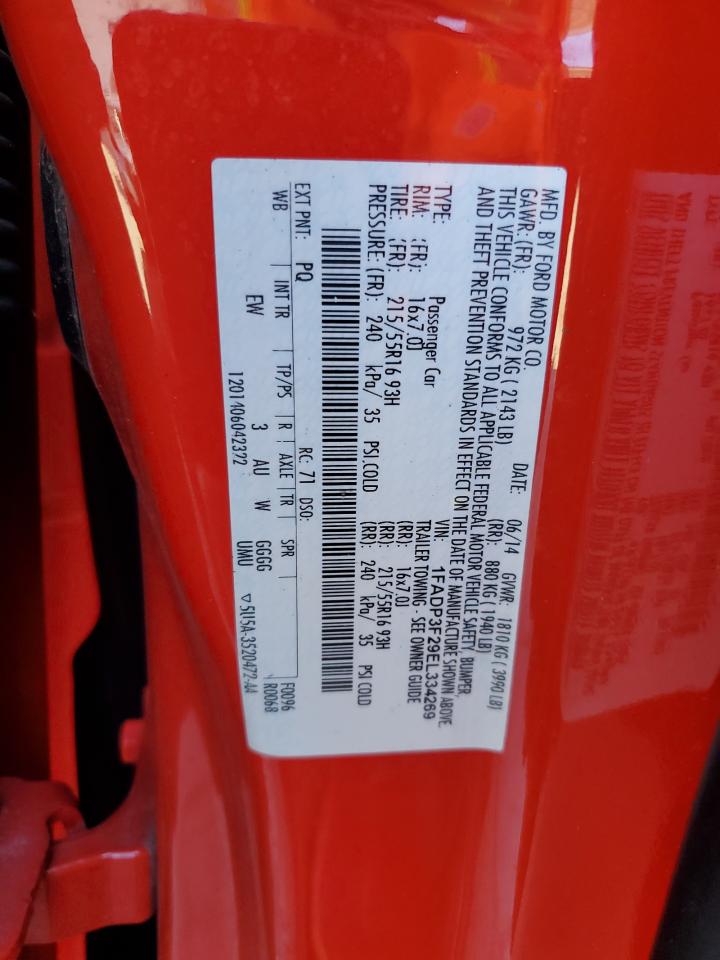 MFD. BY FORD MOTOR CO.
DATE: 06/14 GVWR: 1810 KG ( 3990 LB)
GAWR: (FR): 972 KG ( 2143 LB) (RR): 880 KG ( 1940 LB)
THIS VEHICLE CONFORMS TO ALL APPLICABLE FEDERAL MOTOR VEHICLE SAFETY, BUMPER,
AND THEFT PREVENTION STANDARDS IN EFFECT ON THE DATE OF MANUFACTURE SHOWN ABOVE.
VIN: 1FADP3F29EL334269
TYPE: Passenger Car TRAILER TOWING - SEE OWNER GUIDE
RIM: (FR): 16x7.0J (RR): 16x7.0J
TIRE: (FR): 215/55R16 93H (RR): 215/55R16 93H
PRESSURE: (FR): 240 kPa/ 35 PSI,COLD (RR): 240 kPa/ 35 PSI COLD
EXT PNT: PQ RC: 71 DSO: F0096
WB INT TR TP/PS R AXLE TR SPR R0068
EW 3 AU W GGGG
1201406042372 UMU ▽5U5A-3520472-AA